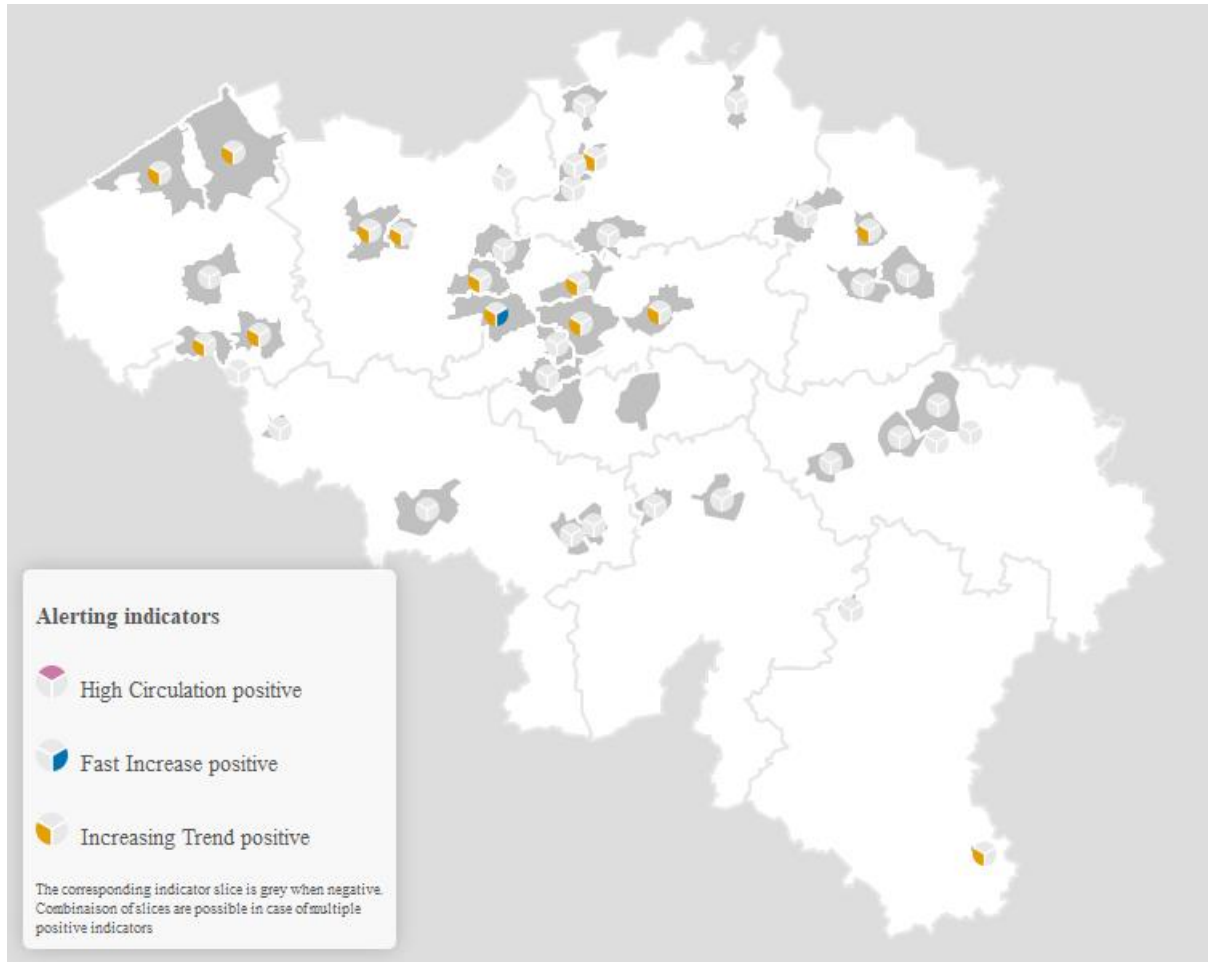 Alerting indicators
High Circulation positive
Fast Increase positive
Increasing Trend positive
The corresponding indicator slice is grey when negative.
Combinaison of slices are possible in case of multiple
positive indicators